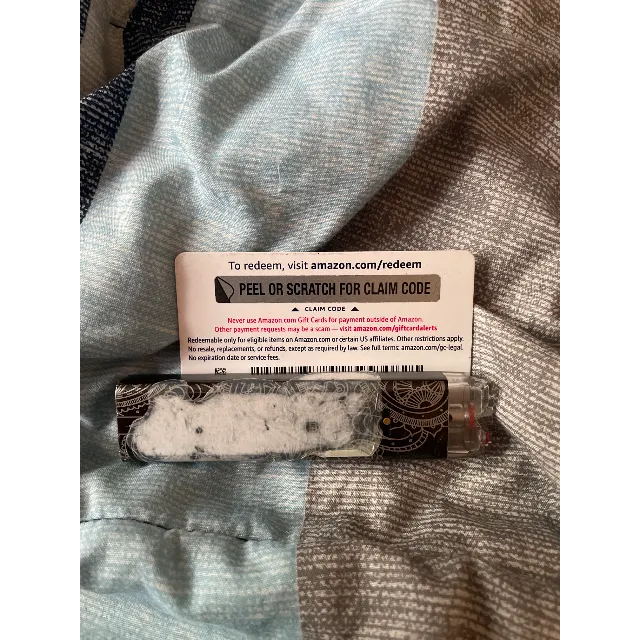 To redeem, visit amazon.com/redeem
PEEL OR SCRATCH FOR CLAIM CODE
▲ CLAIM CODE ▲
Never use Amazon.com Gift Cards for payment outside of Amazon.
Other payment requests may be a scam — visit amazon.com/giftcardalerts
Redeemable only for eligible items on Amazon.com or certain US affiliates. Other restrictions apply.
No resale, replacements, or refunds, except as required by law. See full terms: amazon.com/gc-legal.
No expiration date or service fees.